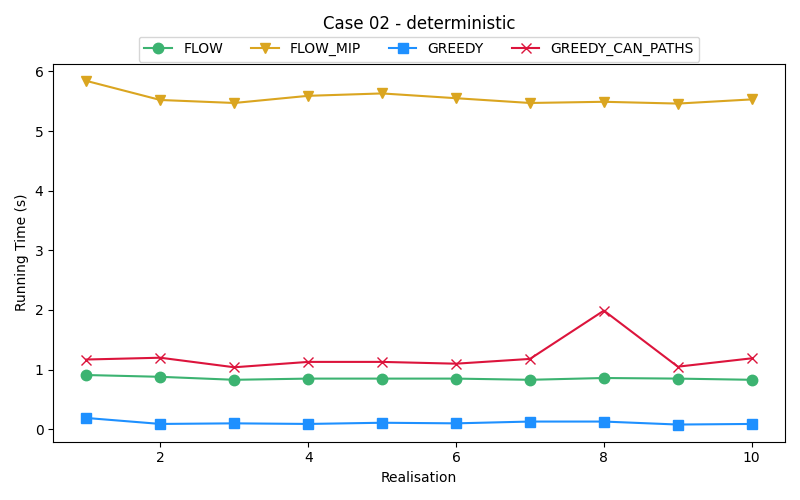 Case 02 - deterministic
FLOW FLOW_MIP GREEDY GREEDY_CAN_PATHS
6
5
4
3
2
1
0
Running Time (s)
2 4 6 8 10
Realisation